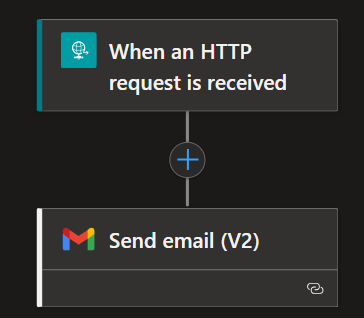 When an HTTP
request is received
Send email (V2)